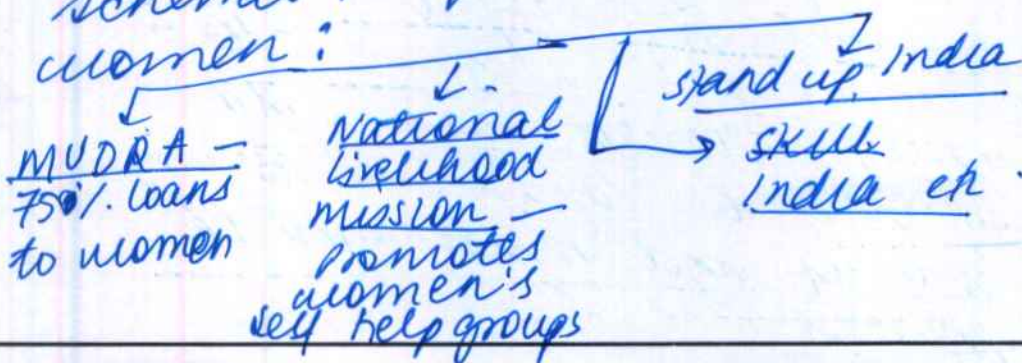 schemes
women :
MUDRA –
75% loans
to women
National
Livelihood
Mission –
promotes
women's
self help groups
Stand up India
Skill
India etc